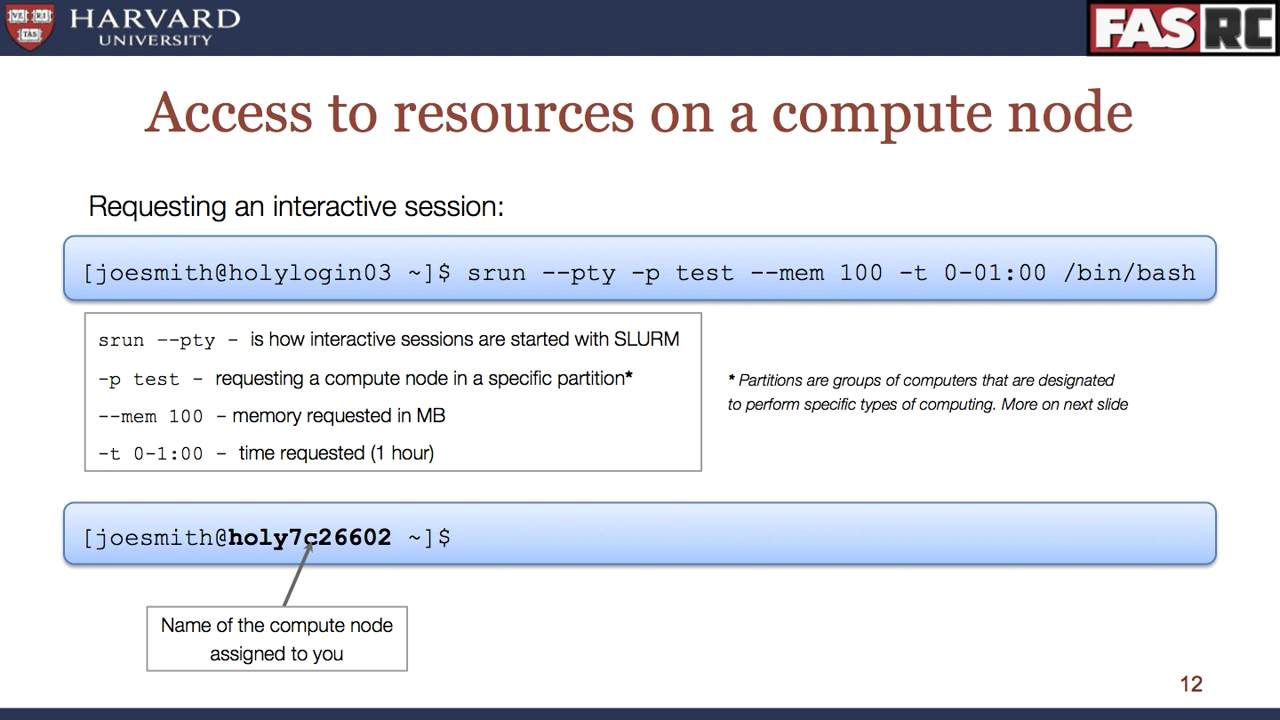 HARVARD
UNIVERSITY
FASRC
Access to resources on a compute node
Requesting an interactive session:
[joesmith@holylogin03 ~]$ srun --pty -p test --mem 100 -t 0-01:00 /bin/bash
srun --pty - is how interactive sessions are started with SLURM
-p test - requesting a compute node in a specific partition*
--mem 100 - memory requested in MB
-t 0-1:00 - time requested (1 hour)
* Partitions are groups of computers that are designated
to perform specific types of computing. More on next slide
[joesmith@holy7c26602 ~]$
Name of the compute node
assigned to you
12